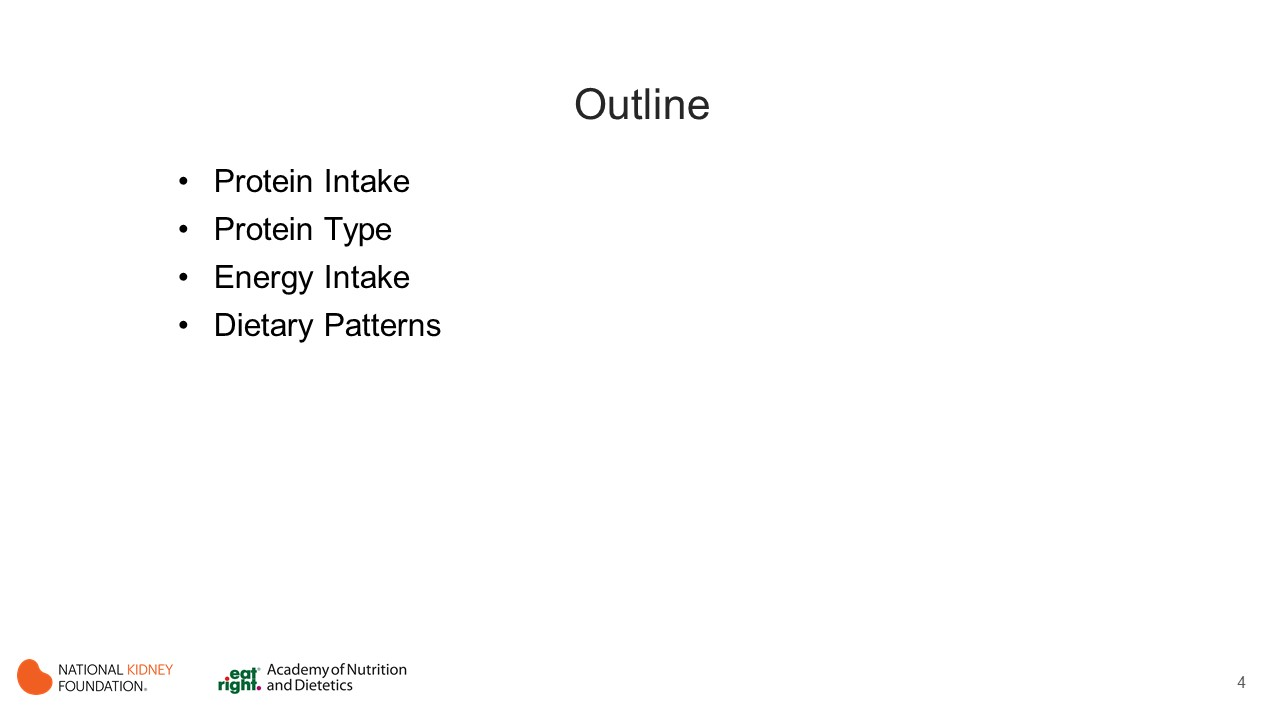 Outline
• Protein Intake
• Protein Type
• Energy Intake
• Dietary Patterns
NATIONAL KIDNEY
FOUNDATION®
eat
right.
Academy of Nutrition
and Dietetics
4